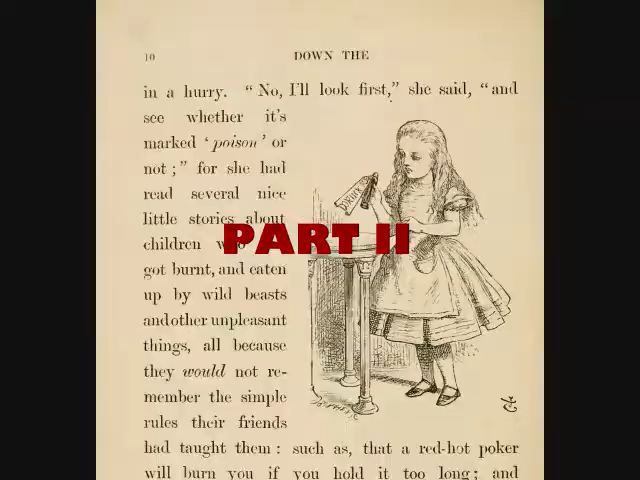 10 DOWN THE
in a hurry. “No, I’ll look first,” she said, “and
see whether it’s
marked ‘poison’ or
not;” for she had
read several nice
little stories about
children
PART II
got burnt, and eaten
up by wild beasts
and other unpleasant
things, all because
they would not re-
member the simple
rules their friends
had taught them: such as, that a red-hot poker
will burn you if you hold it too long; and